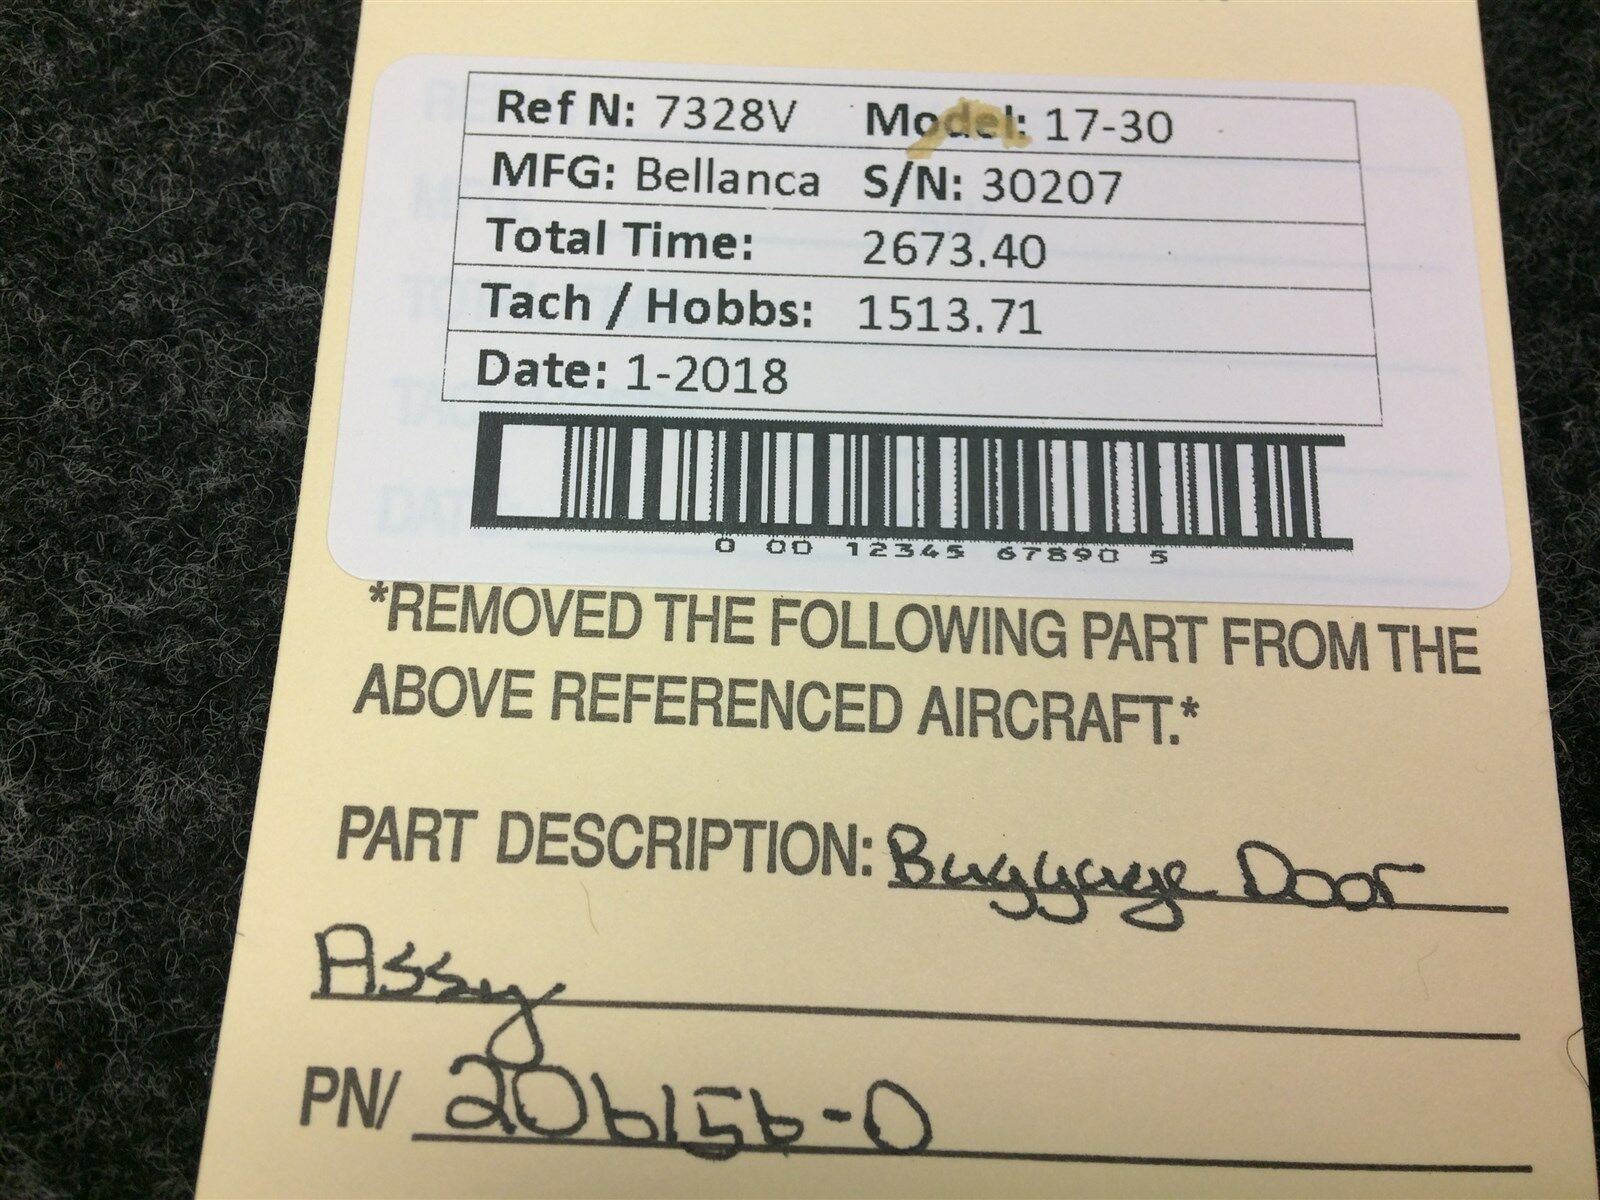 Ref N: 7328V Model: 17-30
MFG: Bellanca S/N: 30207
Total Time: 2673.40
Tach / Hobbs: 1513.71
Date: 1-2018
0 00 12345 67890 5
*REMOVED THE FOLLOWING PART FROM THE
ABOVE REFERENCED AIRCRAFT.*
PART DESCRIPTION: Buggage Door
Assy
PN/ 206156-0